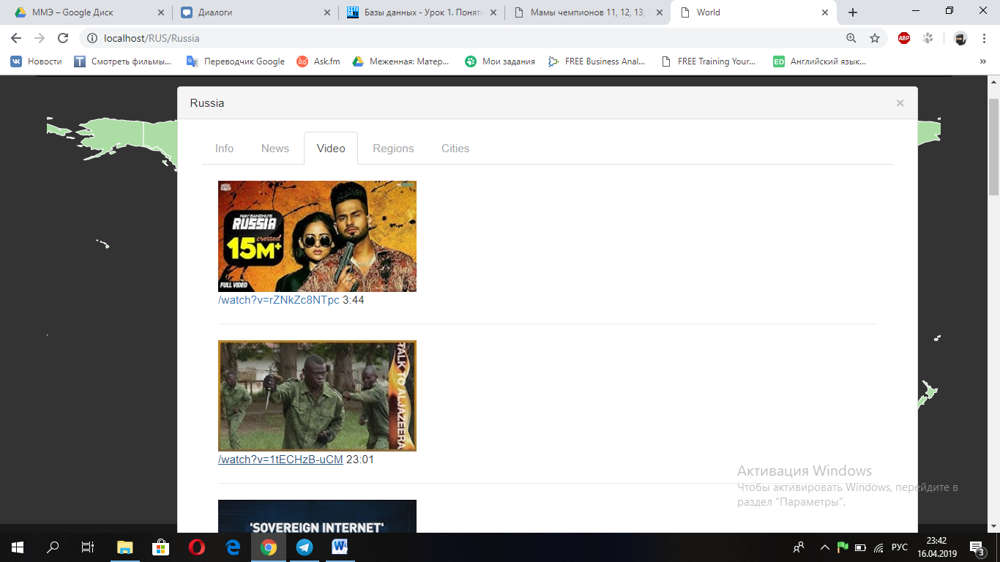 ММЭ – Google Диск
Диалоги
Базы данных - Урок 1. Поняти
Мамы чемпионов 11, 12, 13, 1
World
localhost/RUS/Russia
ABP
Новости
Смотреть фильмы...
Переводчик Google
Ask.fm
Меженная: Матер...
Мои задания
FREE Business Anal...
FREE Training Your...
ED
Английский язык...
Russia
Info
News
Video
Regions
Cities
NAV SANDHU'S
RUSSIA
15M+
crossed
FULL VIDEO
/watch?v=rZNkZc8NTpc 3:44
TALK TO ALJAZEERA
/watch?v=1tECHzB-uCM 23:01
'SOVEREIGN INTERNET'
Активация Windows
Чтобы активировать Windows, перейдите в
раздел "Параметры".
РУС
23:42
16.04.2019
3